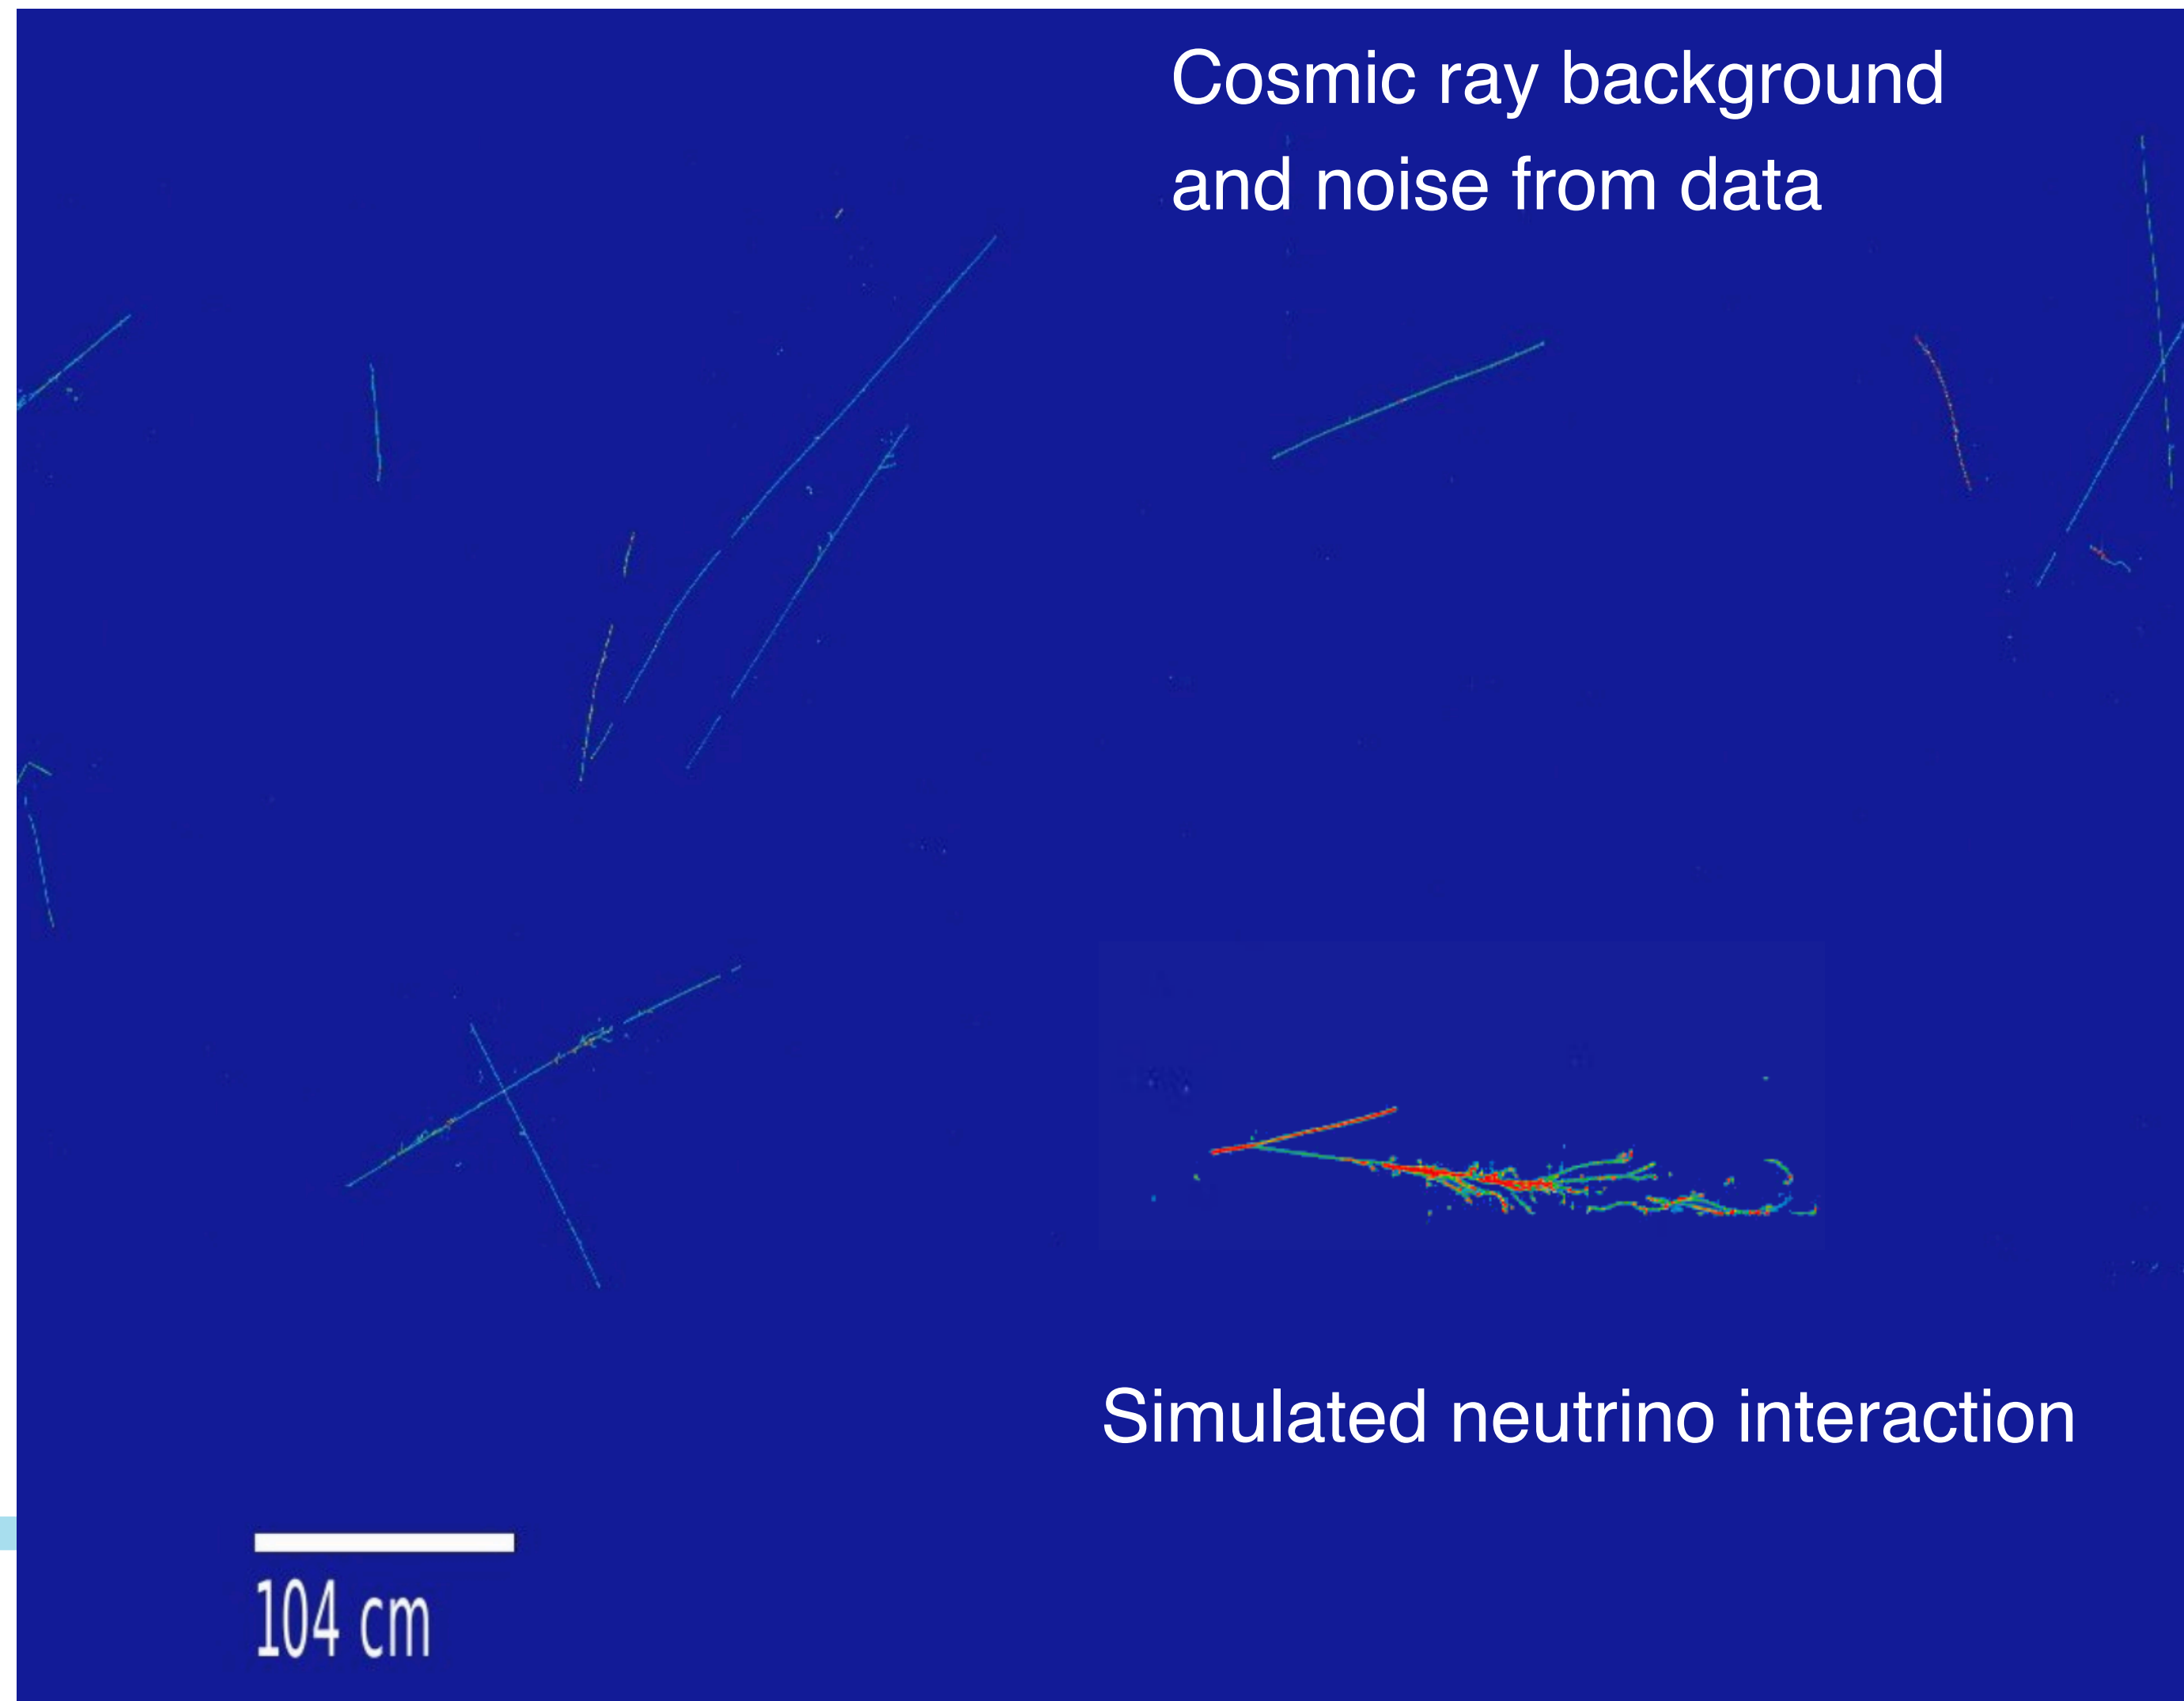 Cosmic ray background
and noise from data
Simulated neutrino interaction
104 cm